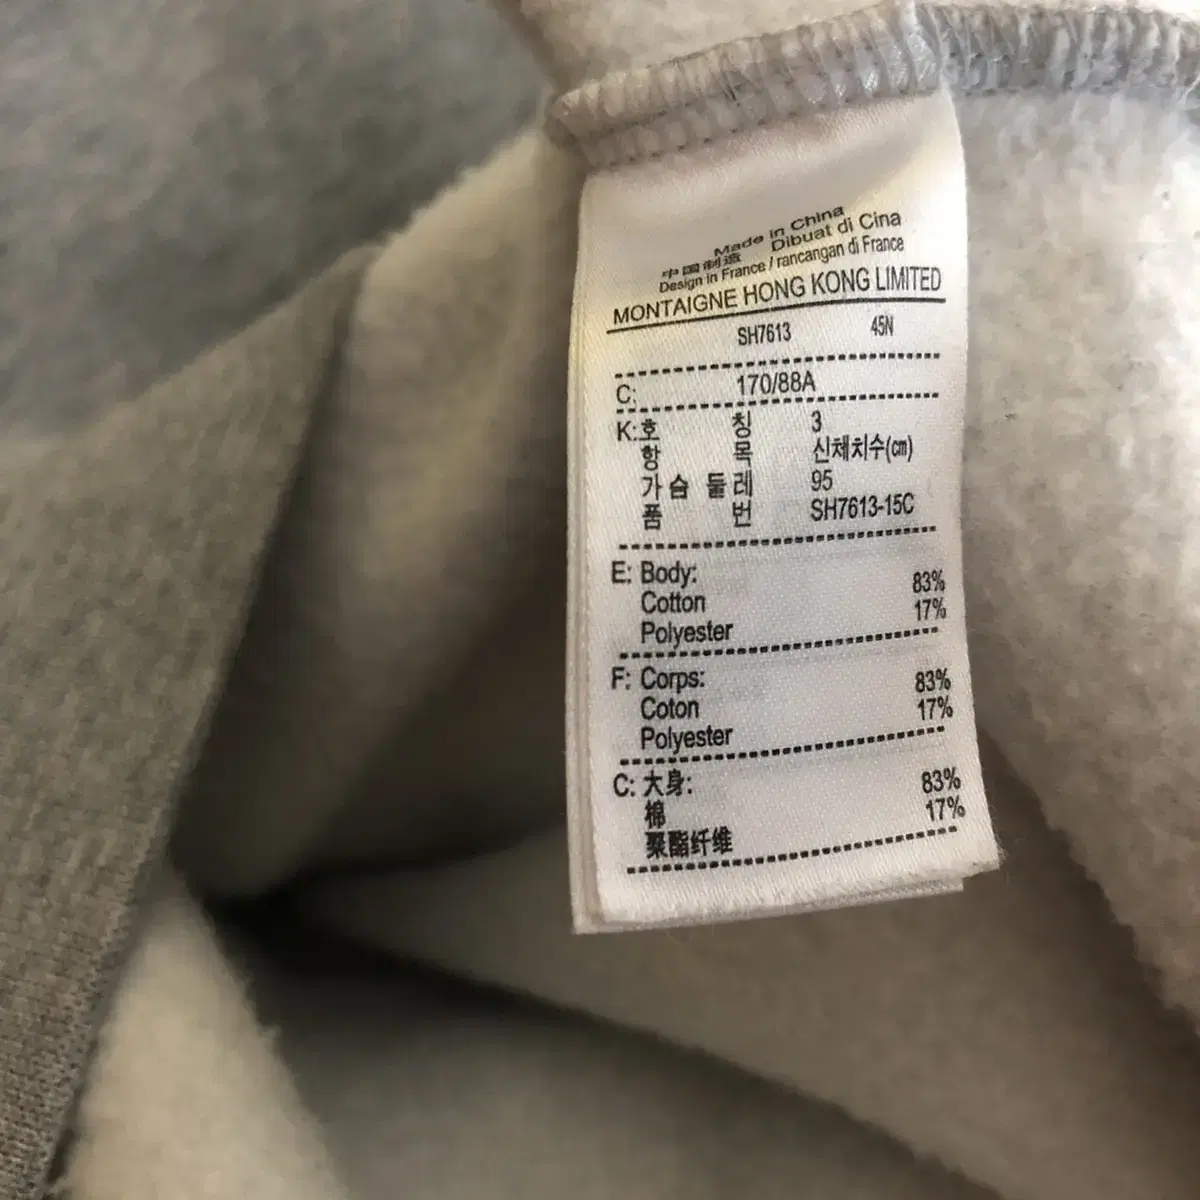 Made in China
中国制造 Dibuat di Cina
Design in France / rancangan di France
MONTAIGNE HONG KONG LIMITED
SH7613 45N
C: 170/88A
K: 호 칭 3
항 목 신체치수(㎝)
가슴 둘레 95
품 번 SH7613-15C
E: Body:
Cotton 83%
Polyester 17%
F: Corps:
Coton 83%
Polyester 17%
C: 大身:
棉 83%
聚酯纤维 17%